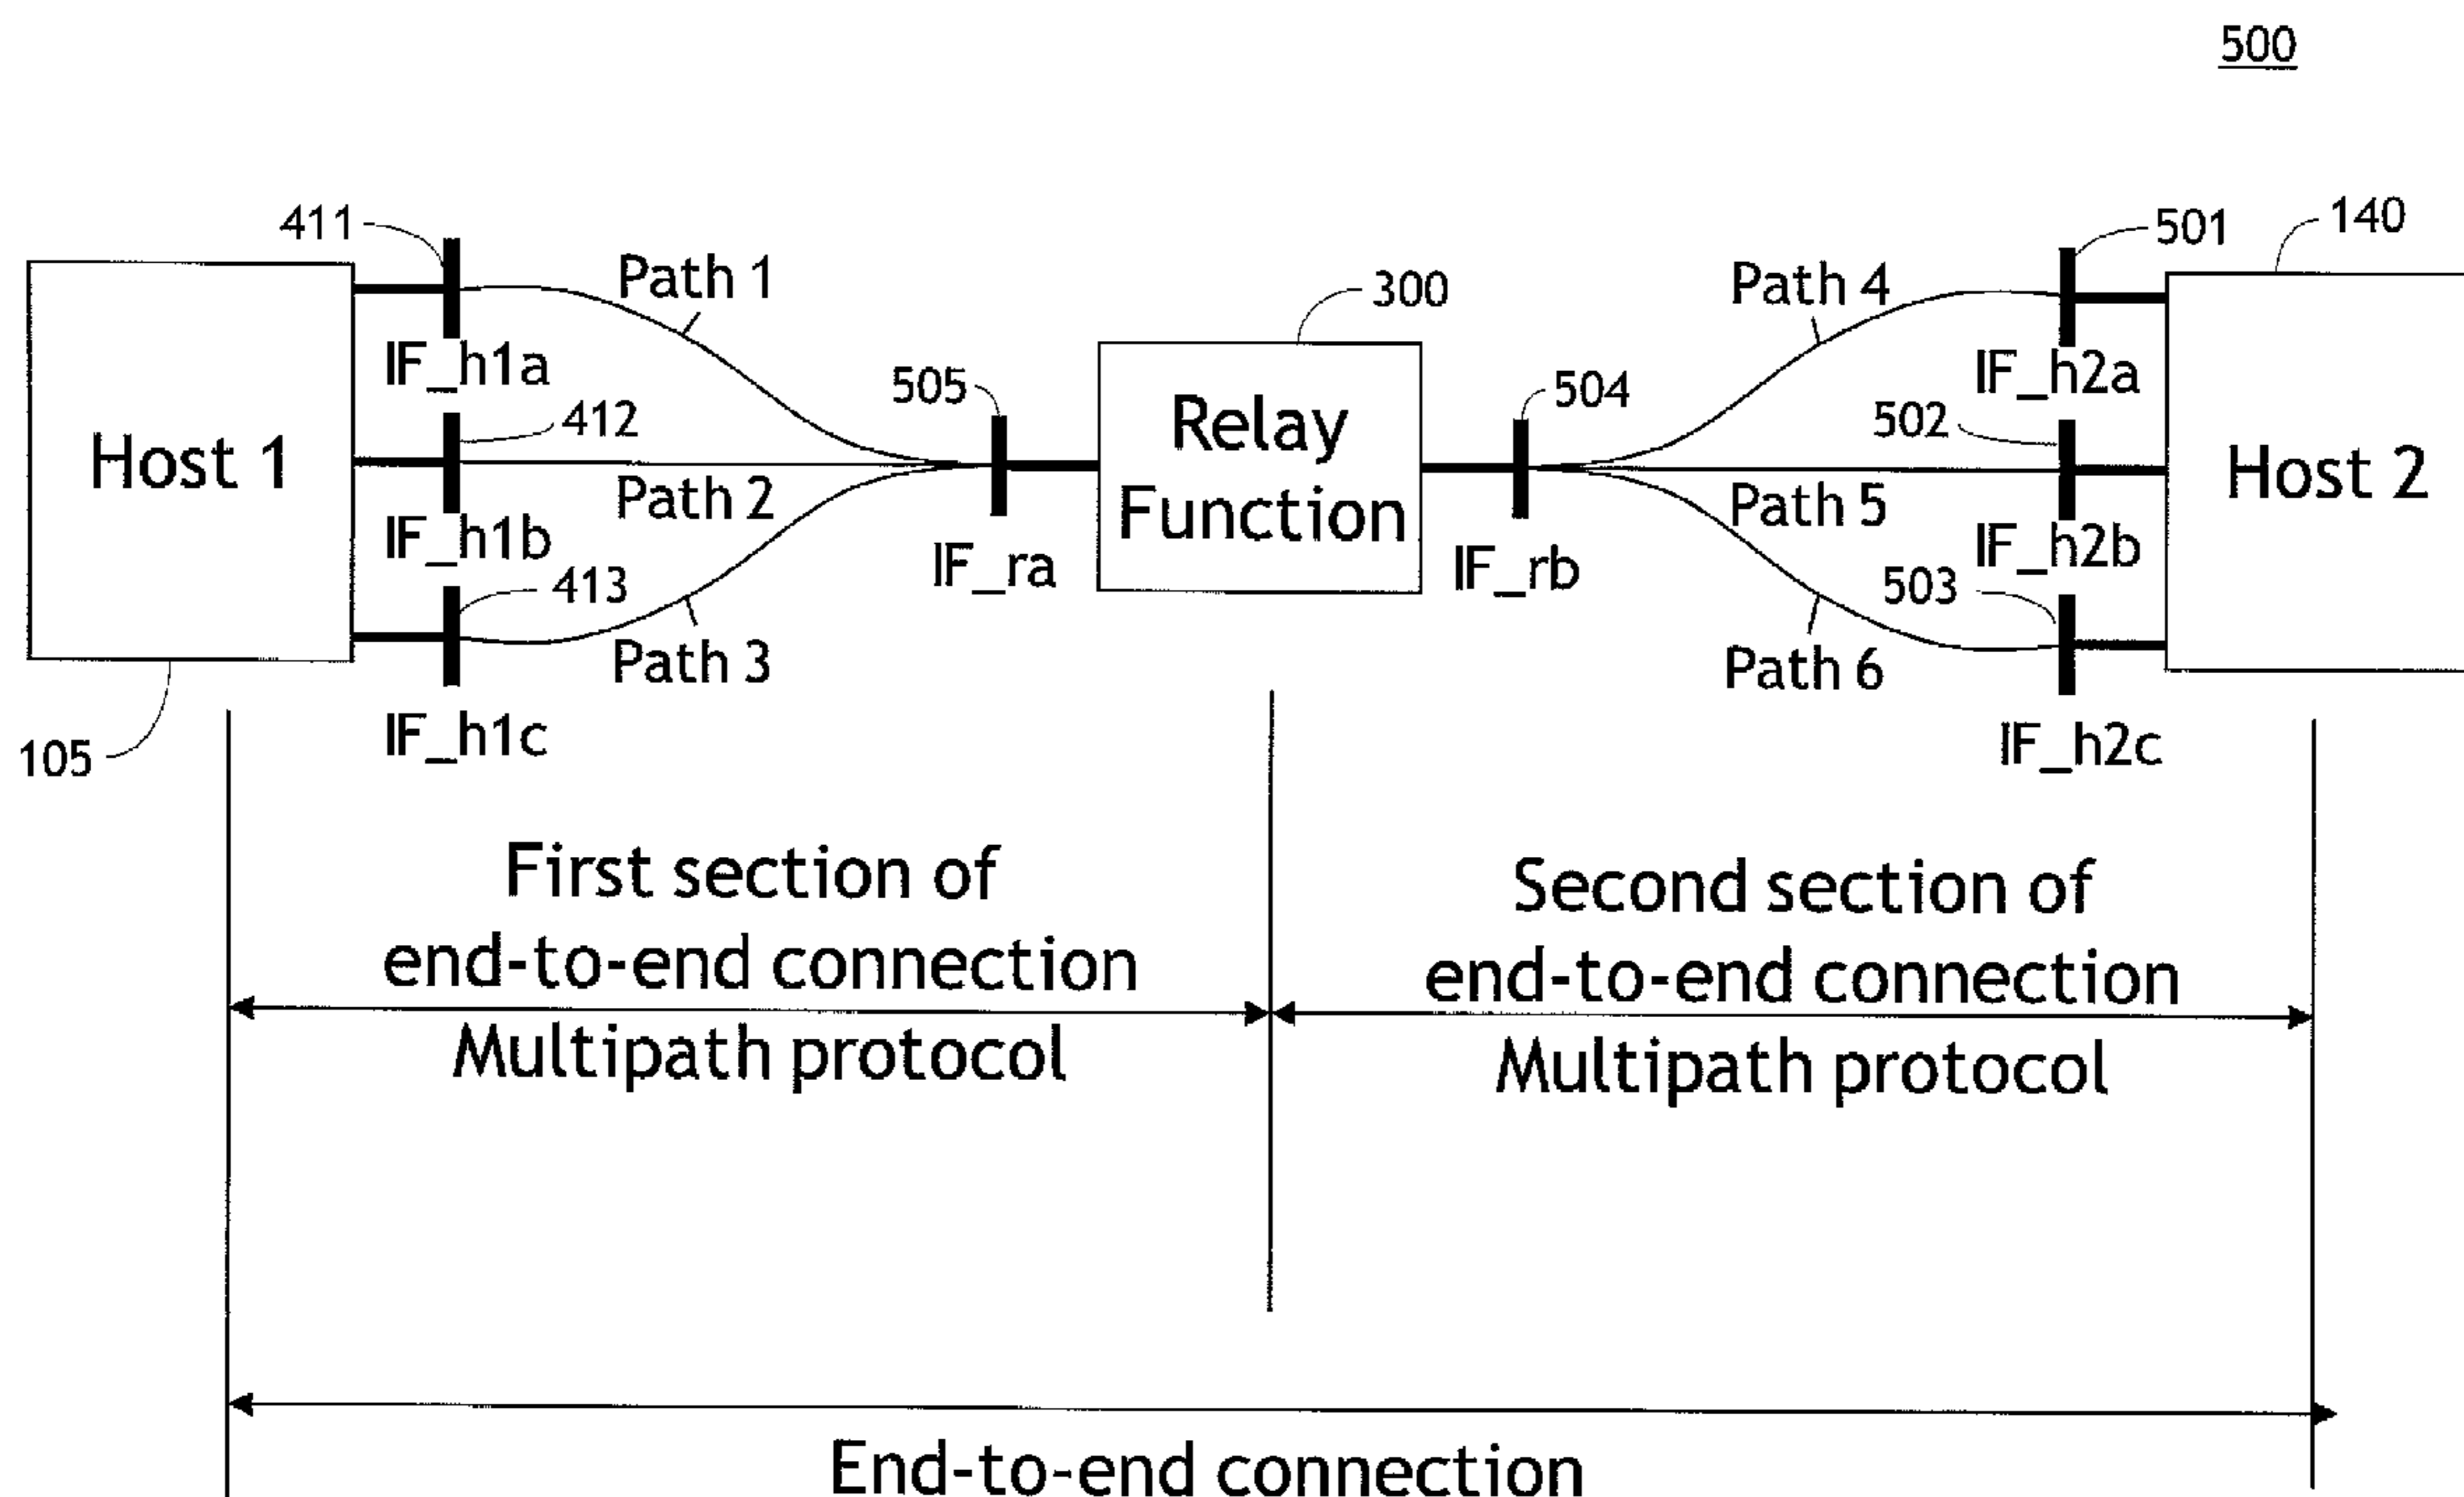 500
411
Path 1
IF_h1a
412
Host 1
Path 2
IF_h1b
413
Path 3
IF_h1c
105
505
IF_ra
300
Relay
Function
504
IF_rb
Path 4
501
140
IF_h2a
502
Host 2
Path 5
IF_h2b
503
Path 6
IF_h2c
First section of
end-to-end connection
Multipath protocol
Second section of
end-to-end connection
Multipath protocol
End-to-end connection